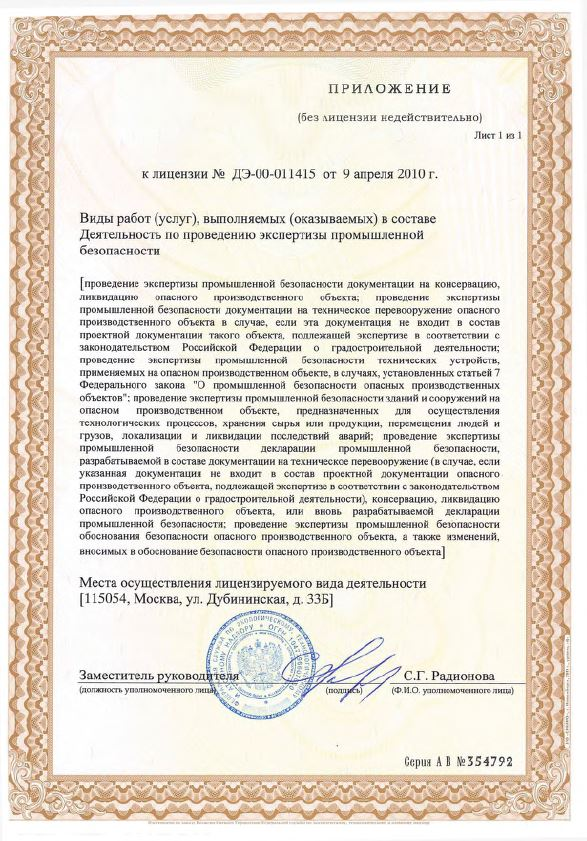 ПРИЛОЖЕНИЕ
(без лицензии недействительно)
Лист 1 из 1
к лицензии № ДЭ-00-011415 от 9 апреля 2010 г.
Виды работ (услуг), выполняемых (оказываемых) в составе
Деятельность по проведению экспертизы промышленной
безопасности
[проведение экспертизы промышленной безопасности документации на консервацию,
ликвидацию опасного производственного объекта; проведение экспертизы
промышленной безопасности документации на техническое перевооружение опасного
производственного объекта в случае, если эта документация не входит в состав
проектной документации такого объекта, подлежащей экспертизе в соответствии с
законодательством Российской Федерации о градостроительной деятельности;
проведение экспертизы промышленной безопасности технических устройств,
применяемых на опасном производственном объекте, в случаях, установленных статьей 7
Федерального закона "О промышленной безопасности опасных производственных
объектов"; проведение экспертизы промышленной безопасности зданий и сооружений на
опасном производственном объекте, предназначенных для осуществления
технологических процессов, хранения сырья или продукции, перемещения людей и
грузов, локализации и ликвидации последствий аварий; проведение экспертизы
промышленной безопасности декларации промышленной безопасности,
разрабатываемой в составе документации на техническое перевооружение (в случае, если
указанная документация не входит в состав проектной документации опасного
производственного объекта, подлежащей экспертизе в соответствии с законодательством
Российской Федерации о градостроительной деятельности), консервацию, ликвидацию
опасного производственного объекта, или вновь разрабатываемой декларации
промышленной безопасности; проведение экспертизы промышленной безопасности
обоснования безопасности опасного производственного объекта, а также изменений,
вносимых в обоснование безопасности опасного производственного объекта]
Места осуществления лицензируемого вида деятельности
[115054, Москва, ул. Дубининская, д. 33Б]
Заместитель руководителя С.Г. Радионова
(должность уполномоченного лица) (подпись) (Ф.И.О. уполномоченного лица)
Серия А В №354792